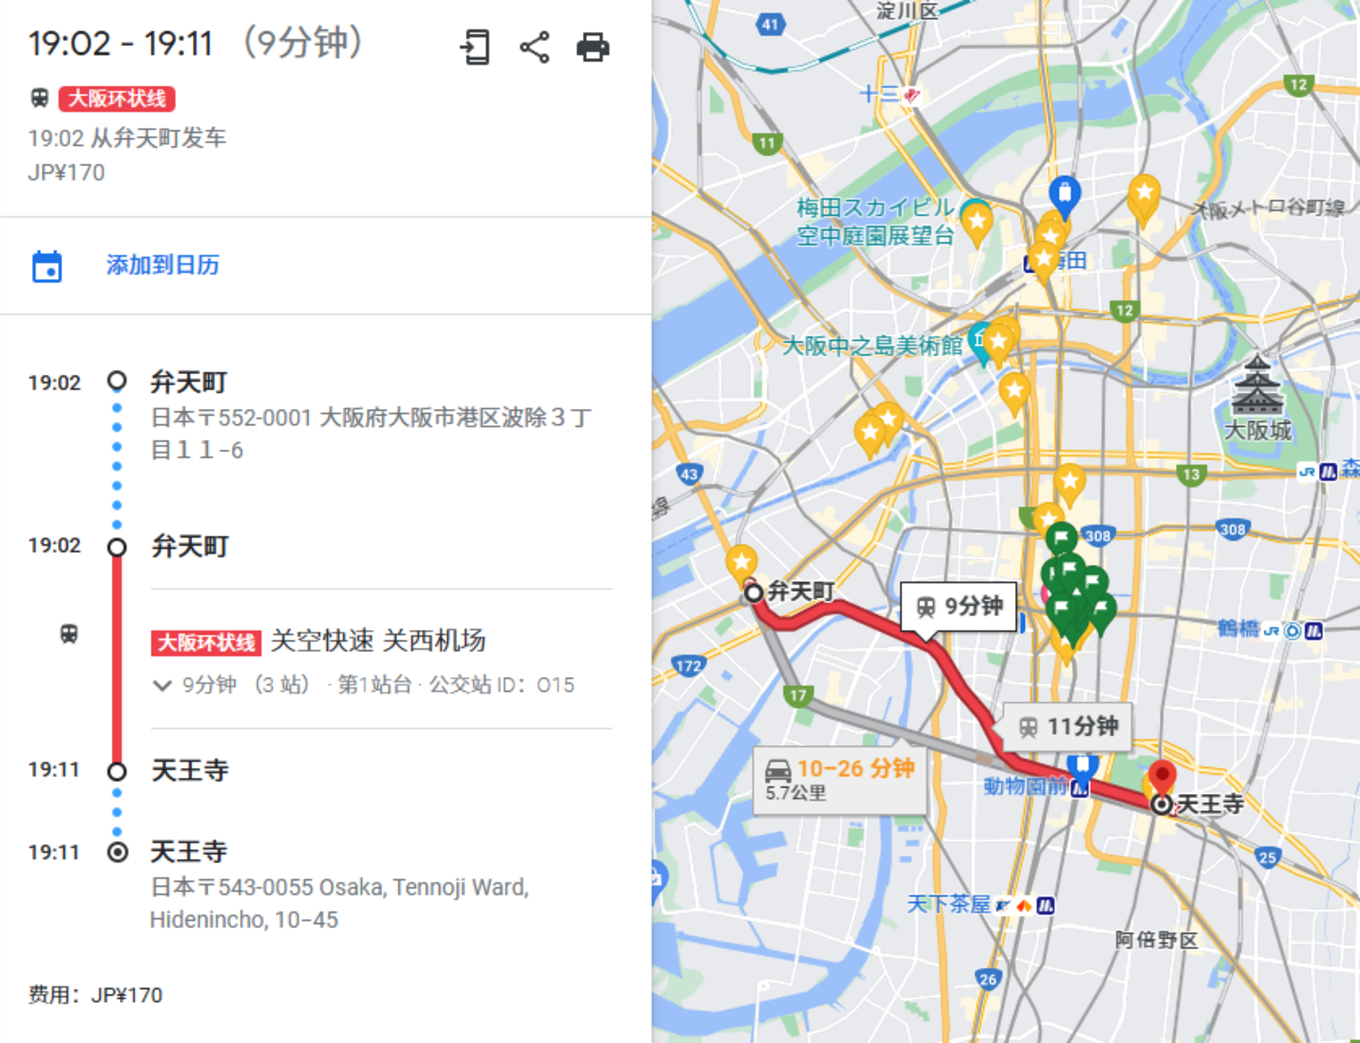 19:02 - 19:11 （9分钟）
大阪环状线
19:02 从弁天町发车
JP¥170
添加到日历
19:02 弁天町
日本〒552-0001 大阪府大阪市港区波除３丁
目１１−6
19:02 弁天町
大阪环状线 关空快速 关西机场
9分钟 （3 站） · 第1站台 · 公交站 ID：O15
19:11 天王寺
19:11 天王寺
日本〒543-0055 Osaka, Tennoji Ward,
Hidenincho, 10−45
费用：JP¥170
淀川区
41
12
十三
11
梅田スカイビル
空中庭園展望台
大阪メトロ谷町線
梅田
12
大阪中之島美術館
大阪城
43
13
JR 森
線
308
308
弁天町
9分钟
鶴橋 JR
172
17
11分钟
10−26 分钟
5.7公里
動物園前
天王寺
25
天下茶屋
阿倍野区
26